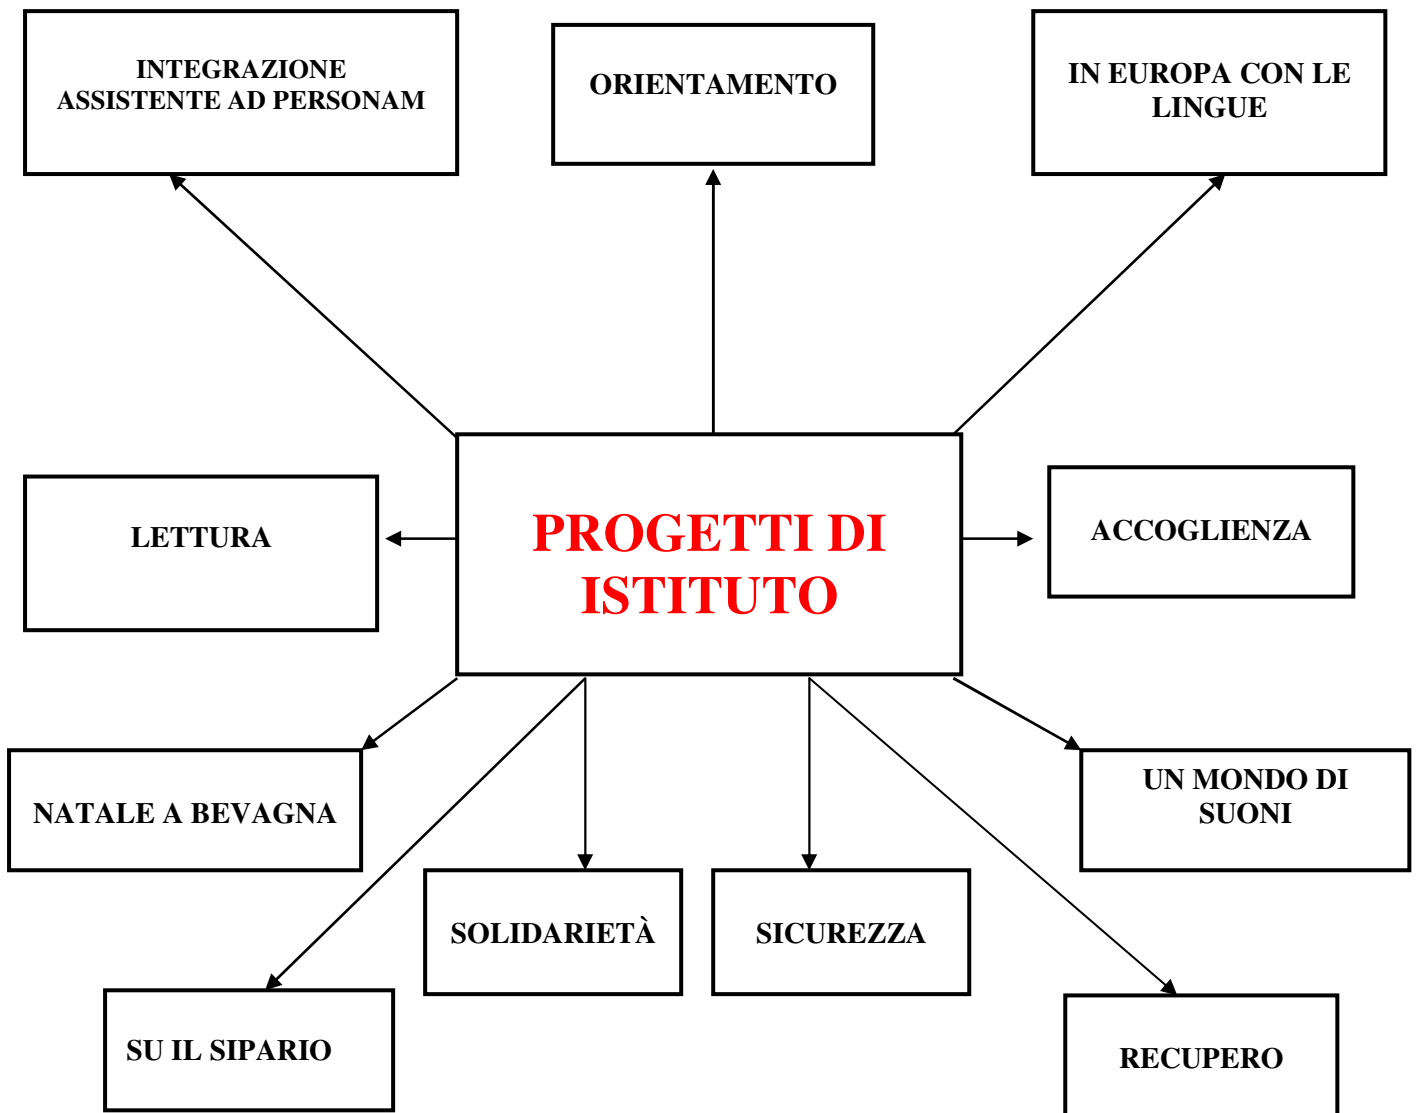 INTEGRAZIONE
ASSISTENTE AD PERSONAM
ORIENTAMENTO
IN EUROPA CON LE
LINGUE
LETTURA
PROGETTI DI
ISTITUTO
ACCOGLIENZA
NATALE A BEVAGNA
UN MONDO DI
SUONI
SOLIDARIETÀ
SICUREZZA
SU IL SIPARIO
RECUPERO